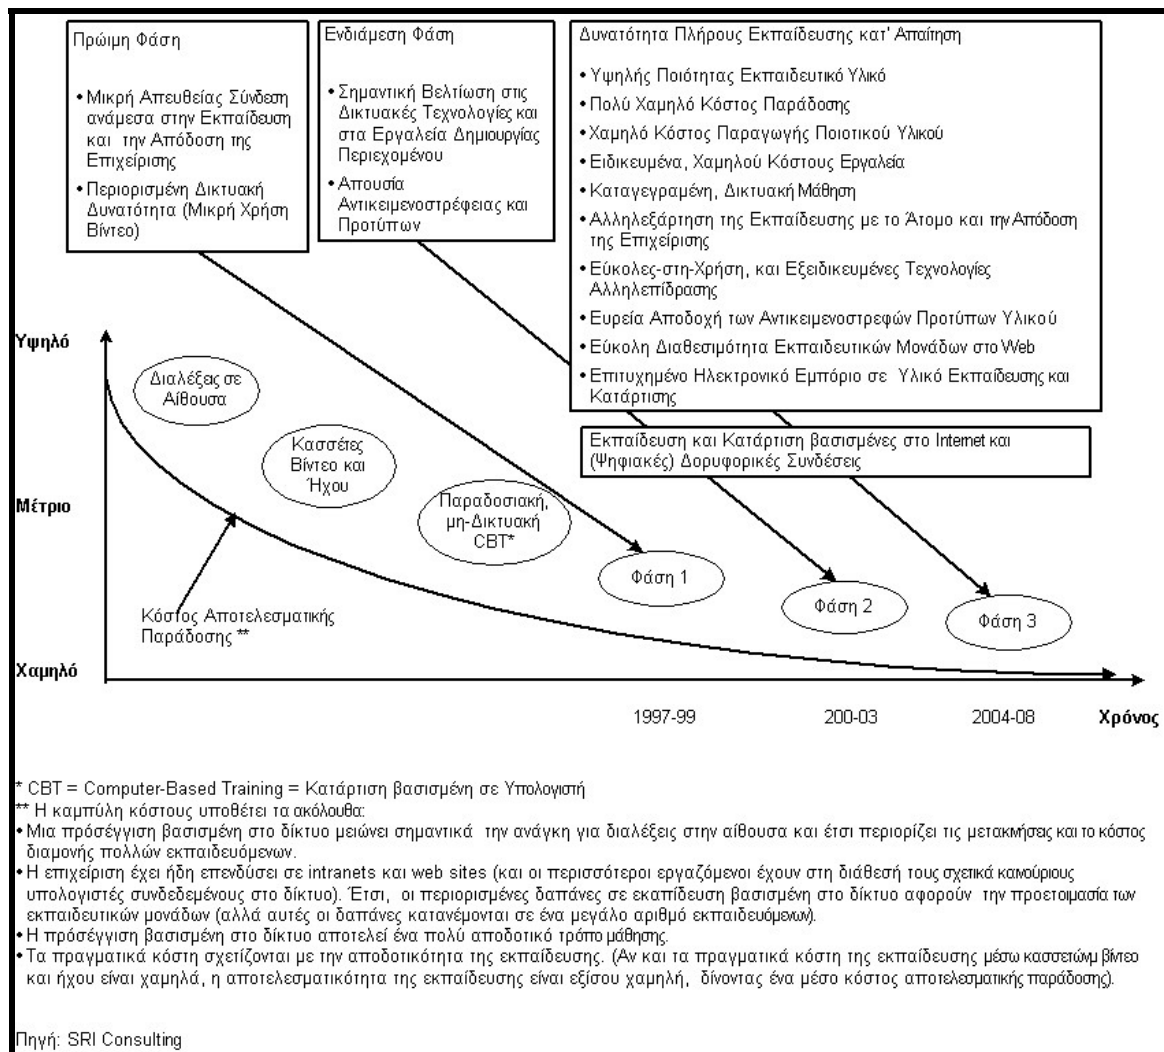 Πρώιμη Φάση
• Μικρή Απευθείας Σύνδεση
ανάμεσα στην Εκπαίδευση
και την Απόδοση της
Επιχείρισης
• Περιορισμένη Δικτυακή
Δυνατότητα (Μικρή Χρήση
Βίντεο)
Ενδιάμεση Φάση
• Σημαντική Βελτίωση στις
Δικτυακές Τεχνολογίες και
στα Εργαλεία Δημιουργίας
Περιεχομένου
• Απουσία
Αντικειμενοστρέφειας και
Προτύπων
Δυνατότητα Πλήρους Εκπαίδευσης κατ' Απαίτηση
• Υψηλής Ποιότητας Εκπαιδευτικό Υλικό
• Πολύ Χαμηλό Κόστος Παράδοσης
• Χαμηλό Κόστος Παραγωγής Ποιοτικού Υλικού
• Ειδικευμένα, Χαμηλού Κόστους Εργαλεία
• Καταγεγραμένη, Δικτυακή Μάθηση
• Αλληλεξάρτηση της Εκπαίδευσης με το Άτομο και την Απόδοση
της Επιχείρισης
• Εύκολες-στη-Χρήση, και Εξειδικευμένες Τεχνολογίες
Αλληλεπίδρασης
• Ευρεία Αποδοχή των Αντικειμενοστρεφών Προτύπων Υλικού
• Εύκολη Διαθεσιμότητα Εκπαιδευτικών Μονάδων στο Web
• Επιτυχημένο Ηλεκτρονικό Εμπόριο σε Υλικό Εκπαίδευσης και
Κατάρτισης
Εκπαίδευση και Κατάρτιση βασισμένες στο Internet και
(Ψηφιακές) Δορυφορικές Συνδέσεις
Υψηλό
Διαλέξεις σε
Αίθουσα
Κασσέτες
Βίντεο και
Ήχου
Μέτριο
Παραδοσιακή,
μη-Δικτυακή
CBT*
Φάση 1
Φάση 2
Φάση 3
Κόστος Αποτελεσματικής
Παράδοσης **
Χαμηλό
1997-99
200-03
2004-08
Χρόνος
* CBT = Computer-Based Training = Κατάρτιση βασισμένη σε Υπολογιστή
** Η καμπύλη κόστους υποθέτει τα ακόλουθα:
• Μια πρόσέγγιση βασισμένη στο δίκτυο μειώνει σημαντικά την ανάγκη για διαλέξεις στην αίθουσα και έτσι περιορίζει τις μετακινήσεις και το κόστος
διαμονής πολλών εκπαιδευόμενων.
• Η επιχείριση έχει ήδη επενδύσει σε intranets και web sites (και οι περισσότεροι εργαζόμενοι έχουν στη διάθεσή τους σχετικά καινούριους
υπολογιστές συνδεδεμένους στο δίκτυο). Έτσι, οι περιορισμένες δαπάνες σε εκαπίδευση βασισμένη στο δίκτυο αφορούν την προετοιμασία των
εκπαιδευτικών μονάδων (αλλά αυτές οι δαπάνες κατανέμονται σε ένα μεγάλο αριθμό εκπαιδευόμενων).
• Η πρόσέγγιση βασισμένη στο δίκτυο αποτελεί ένα πολύ αποδοτικό τρόπο μάθησης.
• Τα πραγματικά κόστη σχετίζονται με την αποδοτικότητα της εκπαίδευσης. (Αν και τα πραγματικά κόστη της εκπαίδευσης μέσω κασσετώνμ βίντεο
και ήχου είναι χαμηλά, η αποτελεσματικότητα της εκπαίδευσης είναι εξίσου χαμηλή, δίνοντας ένα μέσο κόστος αποτελεσματικής παράδοσης).
Πηγή: SRI Consulting